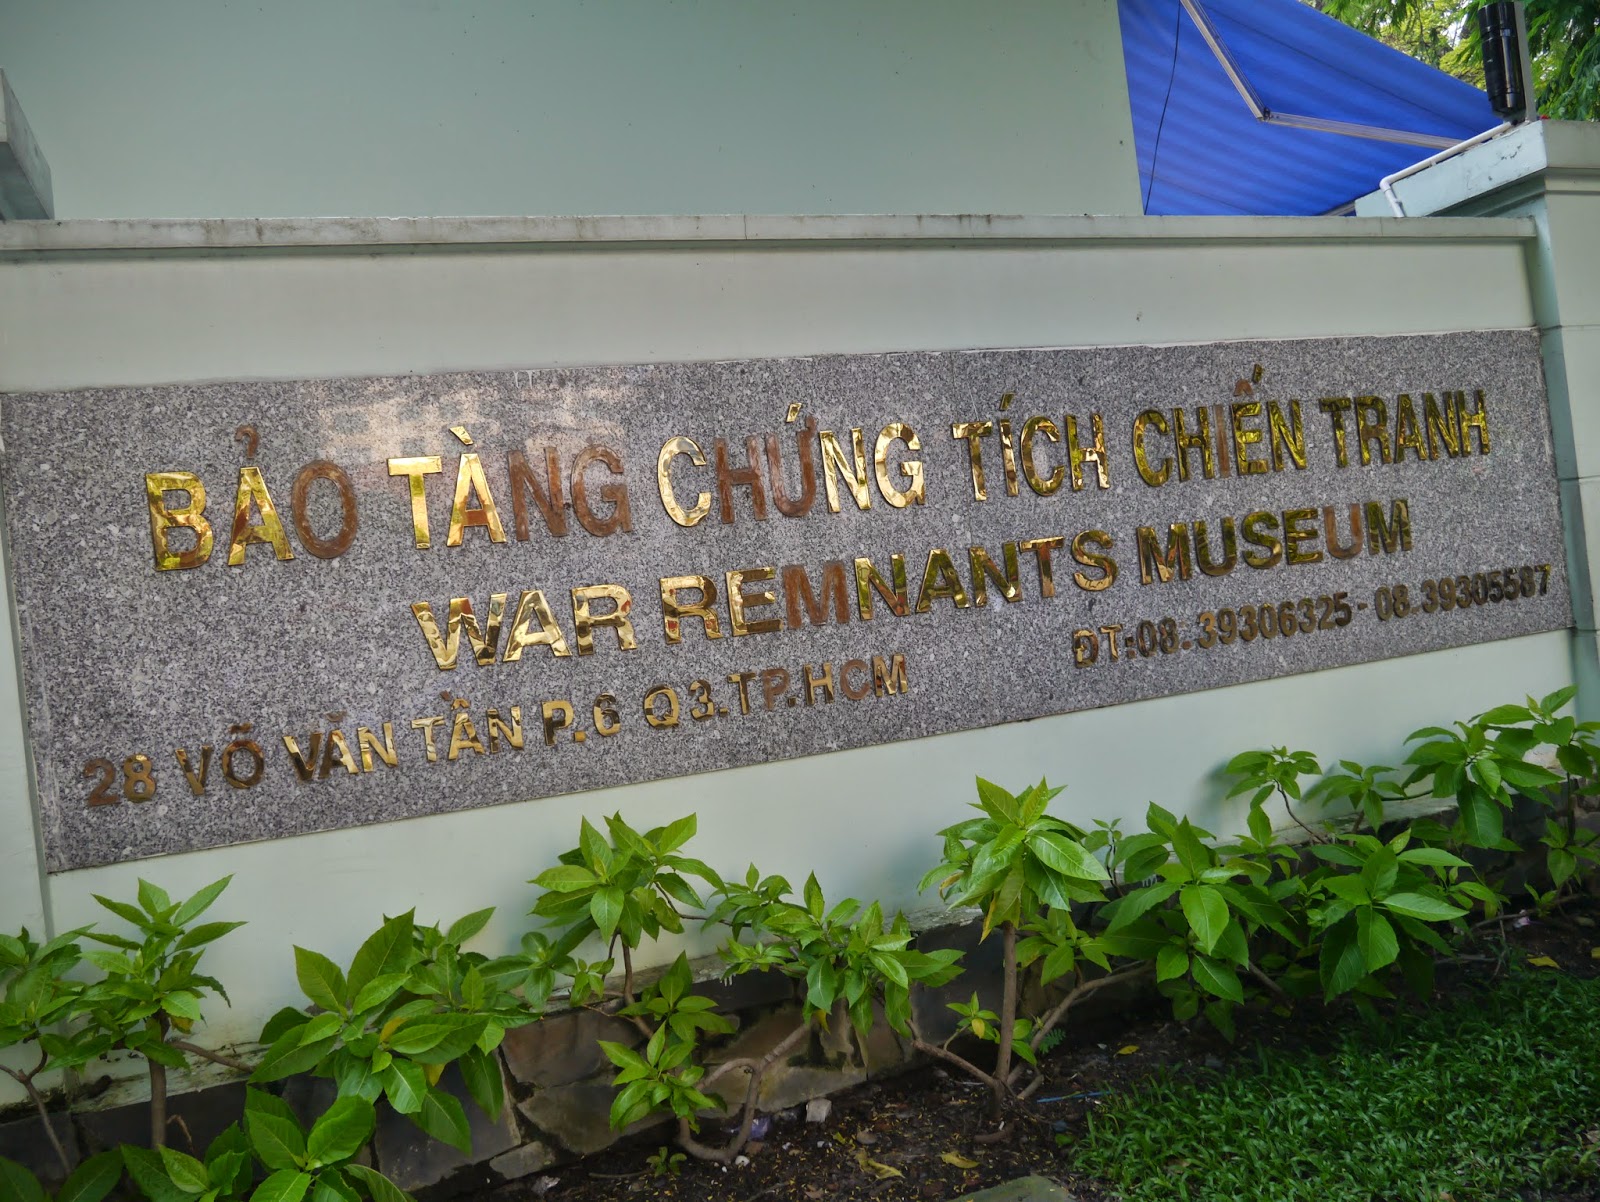 BẢO TÀNG CHỨNG TÍCH CHIẾN TRANH
WAR REMNANTS MUSEUM
28 VÕ VĂN TẦN P.6 Q3.TP.HCM ĐT:08.39306325-08.39305587